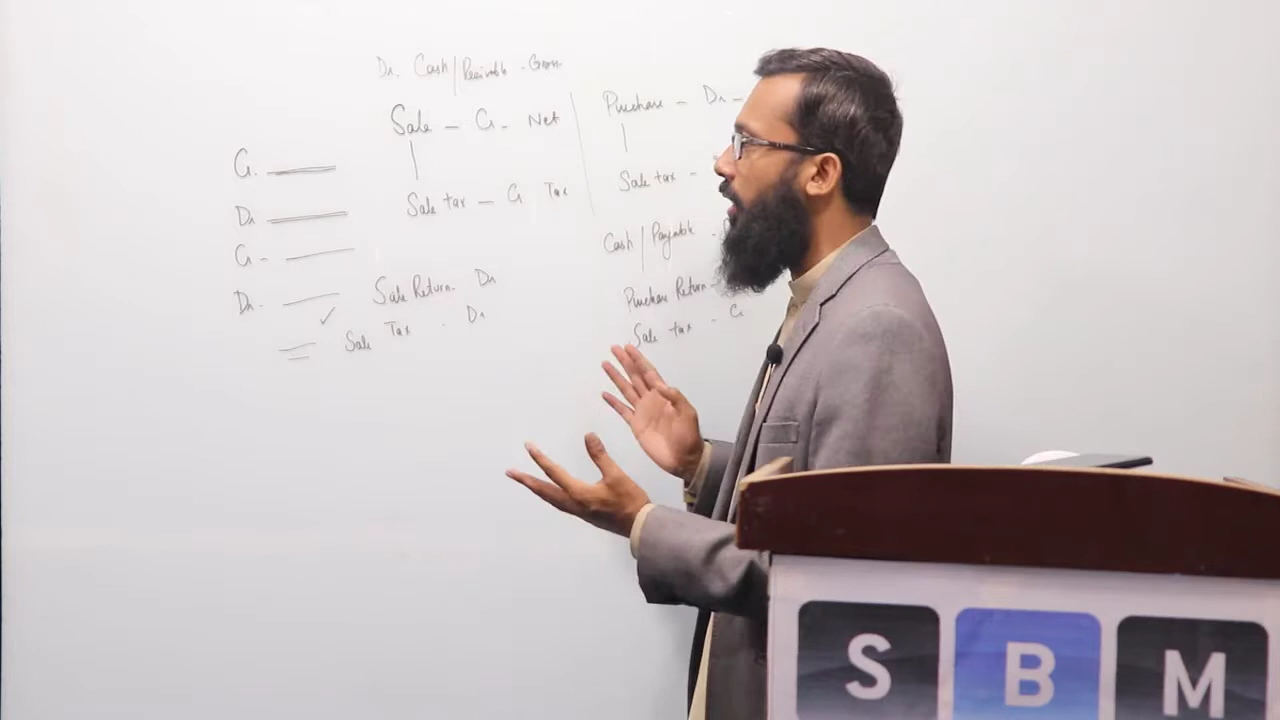 Dr. Cash/Receivable - Gross
Sale - Cr - Net
Sale tax - Cr Tax
Cr.
Dr
Cr -
Dr.
Sale Return. Dr
Sale Tax . Dr
Purchase - Dr -
Sale tax -
Cash/Payable -
Purchase Return -
Sale tax - Cr
S B M